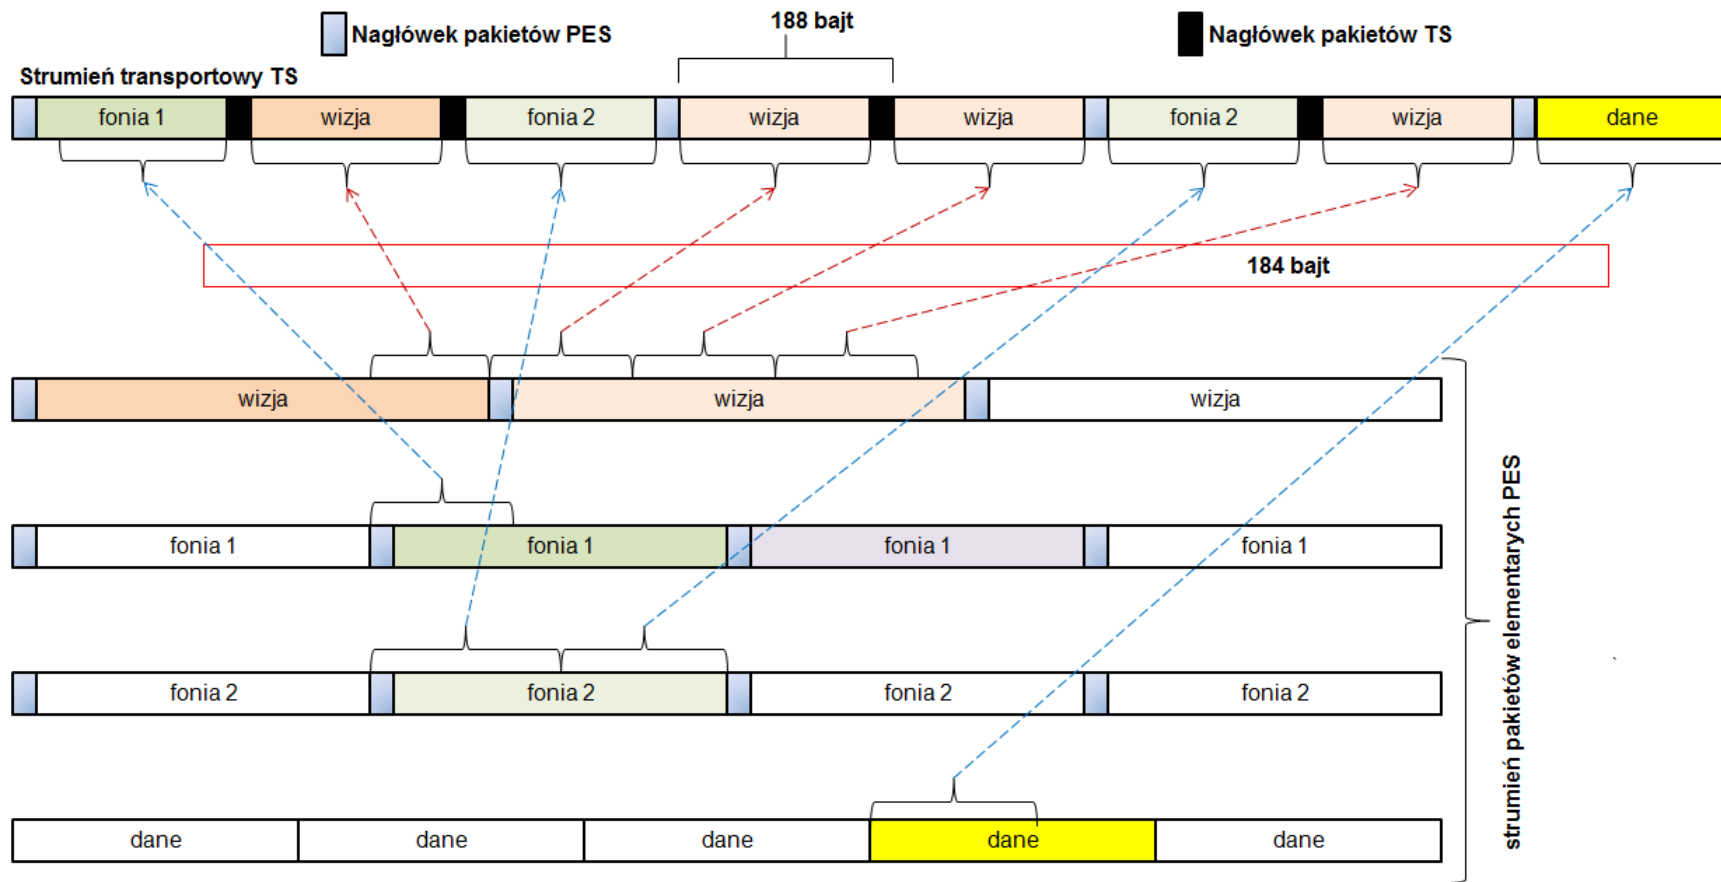 188 bajt
Nagłówek pakietów PES
Nagłówek pakietów TS
Strumień transportowy TS
fonia 1
wizja
fonia 2
wizja
wizja
fonia 2
wizja
dane
184 bajt
wizja
wizja
wizja
fonia 1
fonia 1
fonia 1
fonia 1
fonia 2
fonia 2
fonia 2
fonia 2
dane
dane
dane
dane
dane
strumień pakietów elementarych PES